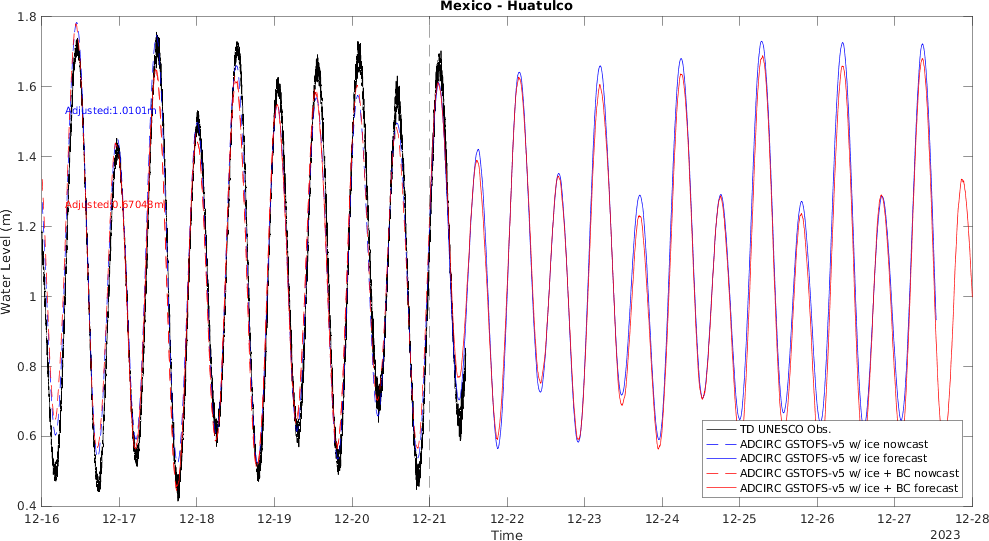 Mexico - Huatulco
1.8
1.6
1.4
1.2
1
0.8
0.6
0.4
Water Level (m)
Adjusted:1.0101m
Adjusted:0.67043m
TD UNESCO Obs.
ADCIRC GSTOFS-v5 w/ ice nowcast
ADCIRC GSTOFS-v5 w/ ice forecast
ADCIRC GSTOFS-v5 w/ ice + BC nowcast
ADCIRC GSTOFS-v5 w/ ice + BC forecast
12-16 12-17 12-18 12-19 12-20 12-21 12-22 12-23 12-24 12-25 12-26 12-27 12-28
Time
2023